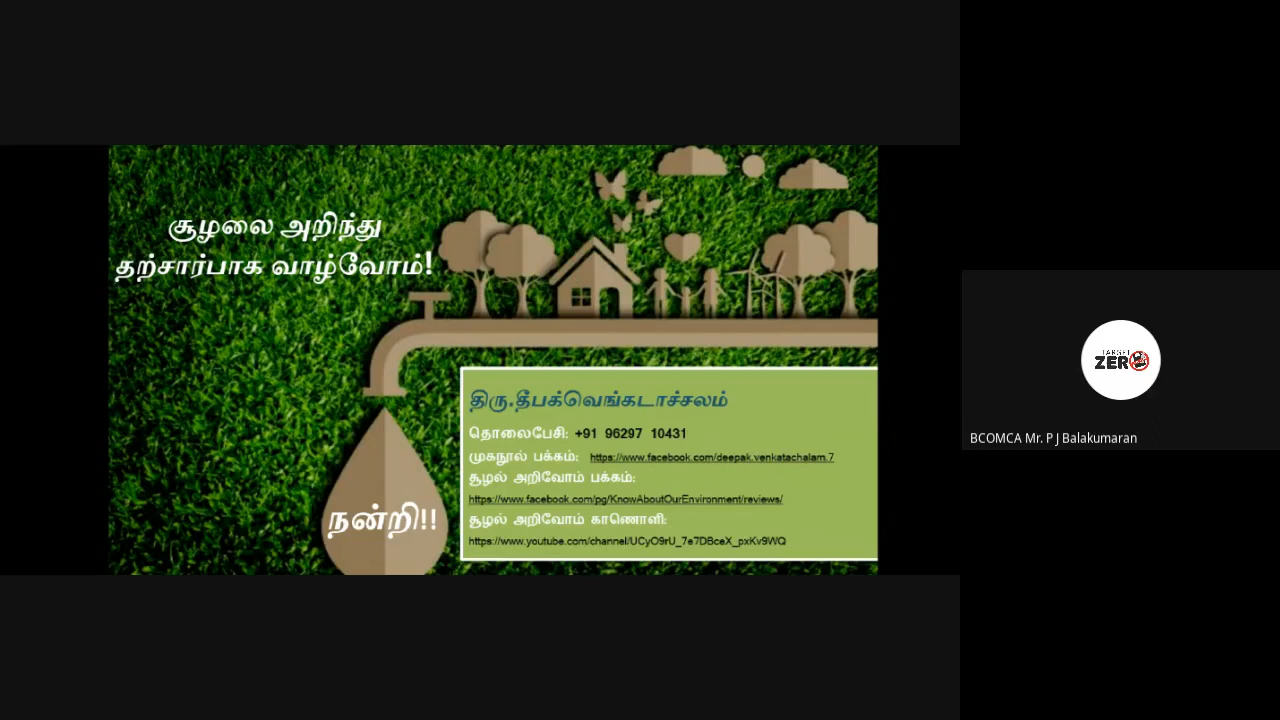 சூழலை அறிந்து
தற்சார்பாக வாழ்வோம்!
திரு.தீபக்வெங்கடாச்சலம்
தொலைபேசி: +91 96297 10431
முகநூல் பக்கம்: https://www.facebook.com/deepak.venkatachalam.7
சூழல் அறிவோம் பக்கம்:
https://www.facebook.com/pg/KnowAboutOurEnvironment/reviews/
சூழல் அறிவோம் காணொளி:
https://www.youtube.com/channel/UCyO9rU_7e7DBceX_pxKv9WQ
நன்றி!!
TARGET
ZERO
BCOMCA Mr. P J Balakumaran